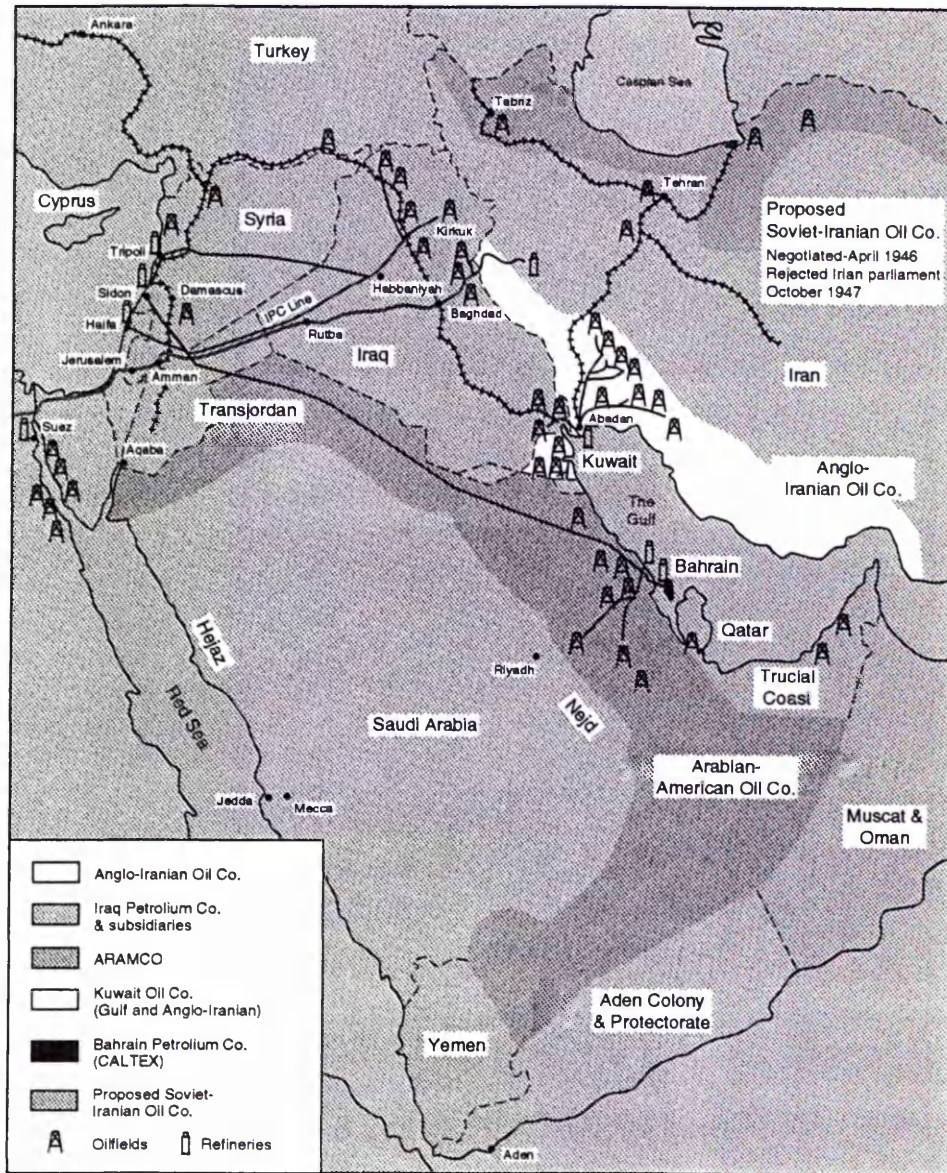 Ankara
Turkey
Caspian Sea
Tabriz
Tehran
Cyprus
Syria
Kirkuk
Proposed
Soviet-Iranian Oil Co.
Negotiated-April 1946
Rejected Irian parliament
October 1947
Tripoli
Sidon
Damascus
Habbaniyah
IPC Line
Baghdad
Haifa
Rutba
Iraq
Jerusalem
Amman
Iran
Transjordan
Abadan
Suez
Aqaba
Kuwait
Anglo-
Iranian Oil Co.
The
Gulf
Bahrain
Qatar
Hejaz
Riyadh
Trucial
Coast
Red Sea
Nejd
Saudi Arabia
Arabian-
American Oil Co.
Jedda
Mecca
Muscat &
Oman
Anglo-Iranian Oil Co.
Iraq Petrolium Co.
& subsidiaries
ARAMCO
Kuwait Oil Co.
(Gulf and Anglo-Iranian)
Bahrain Petrolium Co.
(CALTEX)
Proposed Soviet-
Iranian Oil Co.
Oilfields
Refineries
Aden Colony
& Protectorate
Yemen
Aden